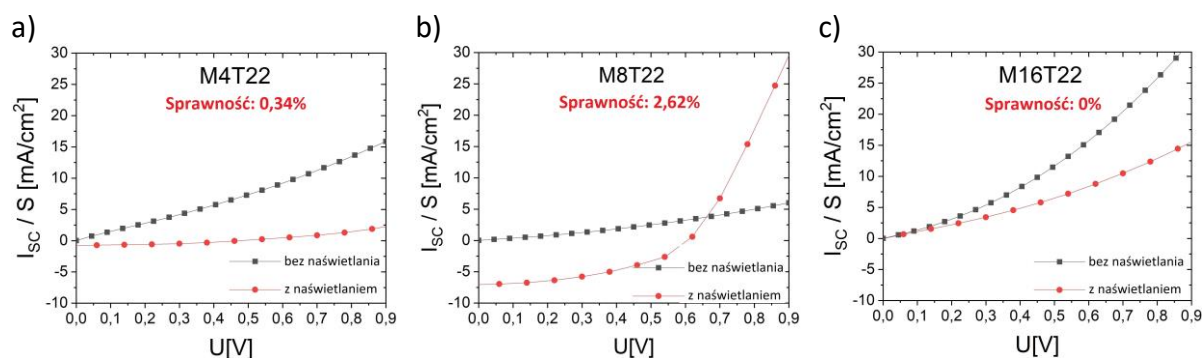 a)
M4T22
Sprawność: 0,34%
I_SC / S [mA/cm²]
30
25
20
15
10
5
0
-5
-10
bez naświetlania
z naświetlaniem
0,0 0,1 0,2 0,3 0,4 0,5 0,6 0,7 0,8 0,9
U[V]
b)
M8T22
Sprawność: 2,62%
I_SC / S [mA/cm²]
30
25
20
15
10
5
0
-5
-10
bez naświetlania
z naświetlaniem
0,0 0,1 0,2 0,3 0,4 0,5 0,6 0,7 0,8 0,9
U[V]
c)
M16T22
Sprawność: 0%
I_SC / S [mA/cm²]
30
25
20
15
10
5
0
-5
-10
bez naświetlania
z naświetlaniem
0,0 0,1 0,2 0,3 0,4 0,5 0,6 0,7 0,8 0,9
U[V]